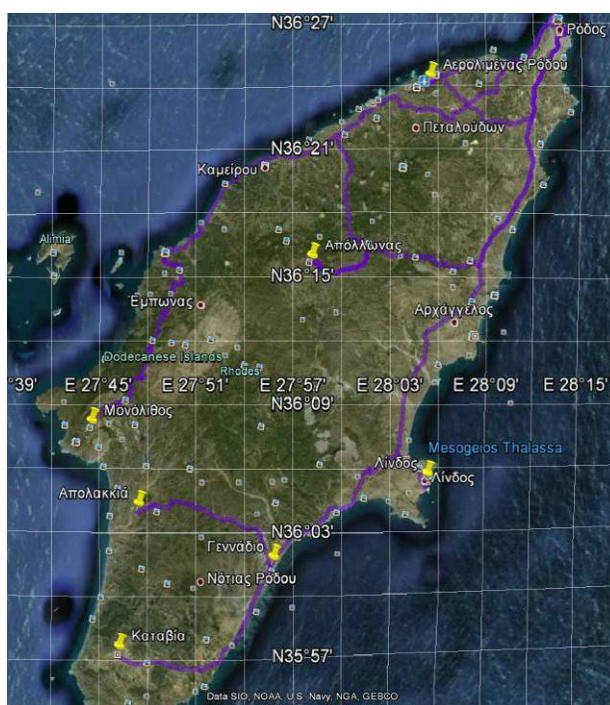 N36°27'
Ρόδος
Αερολιμένας Ρόδου
Πεταλούδων
N36°21'
Καμείρου
Alimia
Απόλλωνας
N36°15'
Έμπωνας
Αρχάγγελος
Dodecanese Islands
Rhodes
°39'
E 27°45'
E 27°51'
E 27°57'
E 28°03'
E 28°09'
E 28°15'
N36°09'
Μονόλιθος
Mesogeios Thalassa
Λίνδος
Λίνδος
Απολακκιά
N36°03'
Γεννάδιο
Νότιας Ρόδου
Καταβία
N35°57'
Data SIO, NOAA, U.S. Navy, NGA, GEBCO